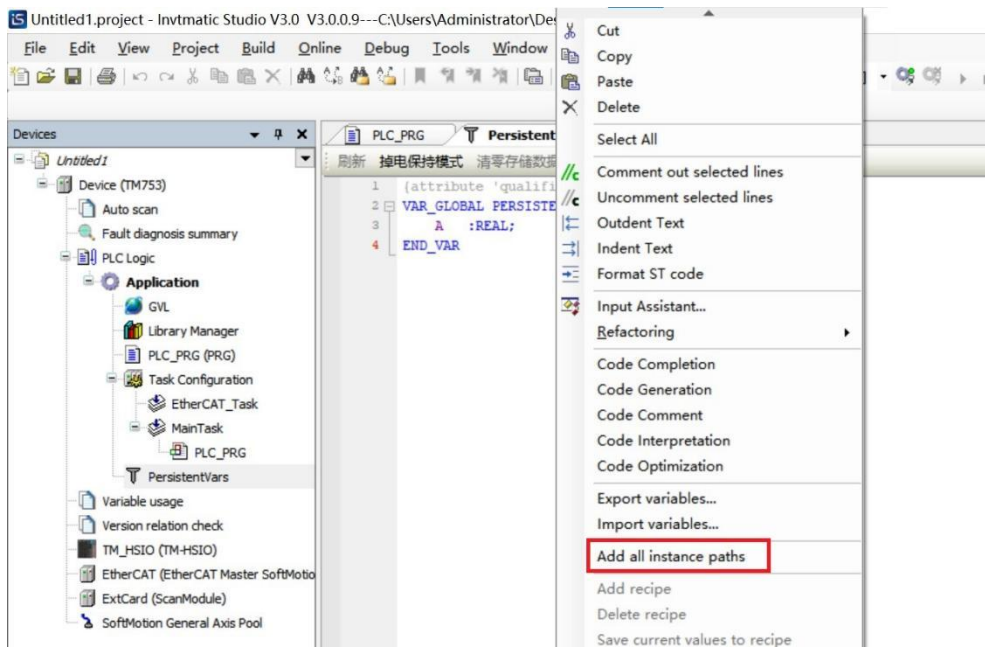 Untitled1.project - Invtmatic Studio V3.0 V3.0.0.9---C:\Users\Administrator\De
File Edit View Project Build Online Debug Tools Window
Devices
Untitled1
Device (TM753)
Auto scan
Fault diagnosis summary
PLC Logic
Application
GVL
Library Manager
PLC_PRG (PRG)
Task Configuration
EtherCAT_Task
MainTask
PLC_PRG
PersistentVars
Variable usage
Version relation check
TM_HSIO (TM-HSIO)
EtherCAT (EtherCAT Master SoftMotio
ExtCard (ScanModule)
SoftMotion General Axis Pool
PLC_PRG Persistent
刷新 掉电保持模式 清零存储数据
1 {attribute 'qualifi
2 VAR_GLOBAL PERSISTE
3 A :REAL;
4 END_VAR
Cut
Copy
Paste
Delete
Select All
Comment out selected lines
Uncomment selected lines
Outdent Text
Indent Text
Format ST code
Input Assistant...
Refactoring
Code Completion
Code Generation
Code Comment
Code Interpretation
Code Optimization
Export variables...
Import variables...
Add all instance paths
Add recipe
Delete recipe
Save current values to recipe